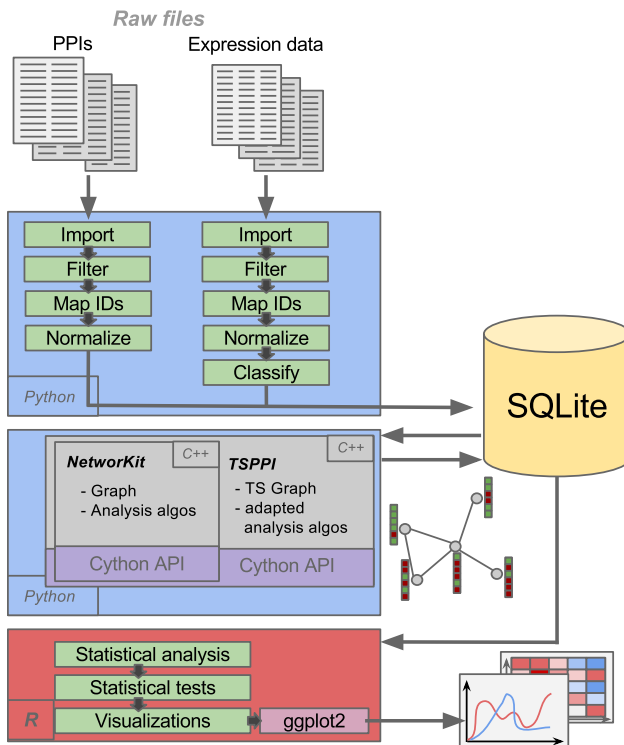 Raw files
PPIs
Expression data
Import
Filter
Map IDs
Normalize
Import
Filter
Map IDs
Normalize
Classify
Python
SQLite
NetworKit
C++
- Graph
- Analysis algos
TSPPI
C++
- TS Graph
- adapted
analysis algos
Cython API
Cython API
Python
Statistical analysis
Statistical tests
Visualizations
ggplot2
R